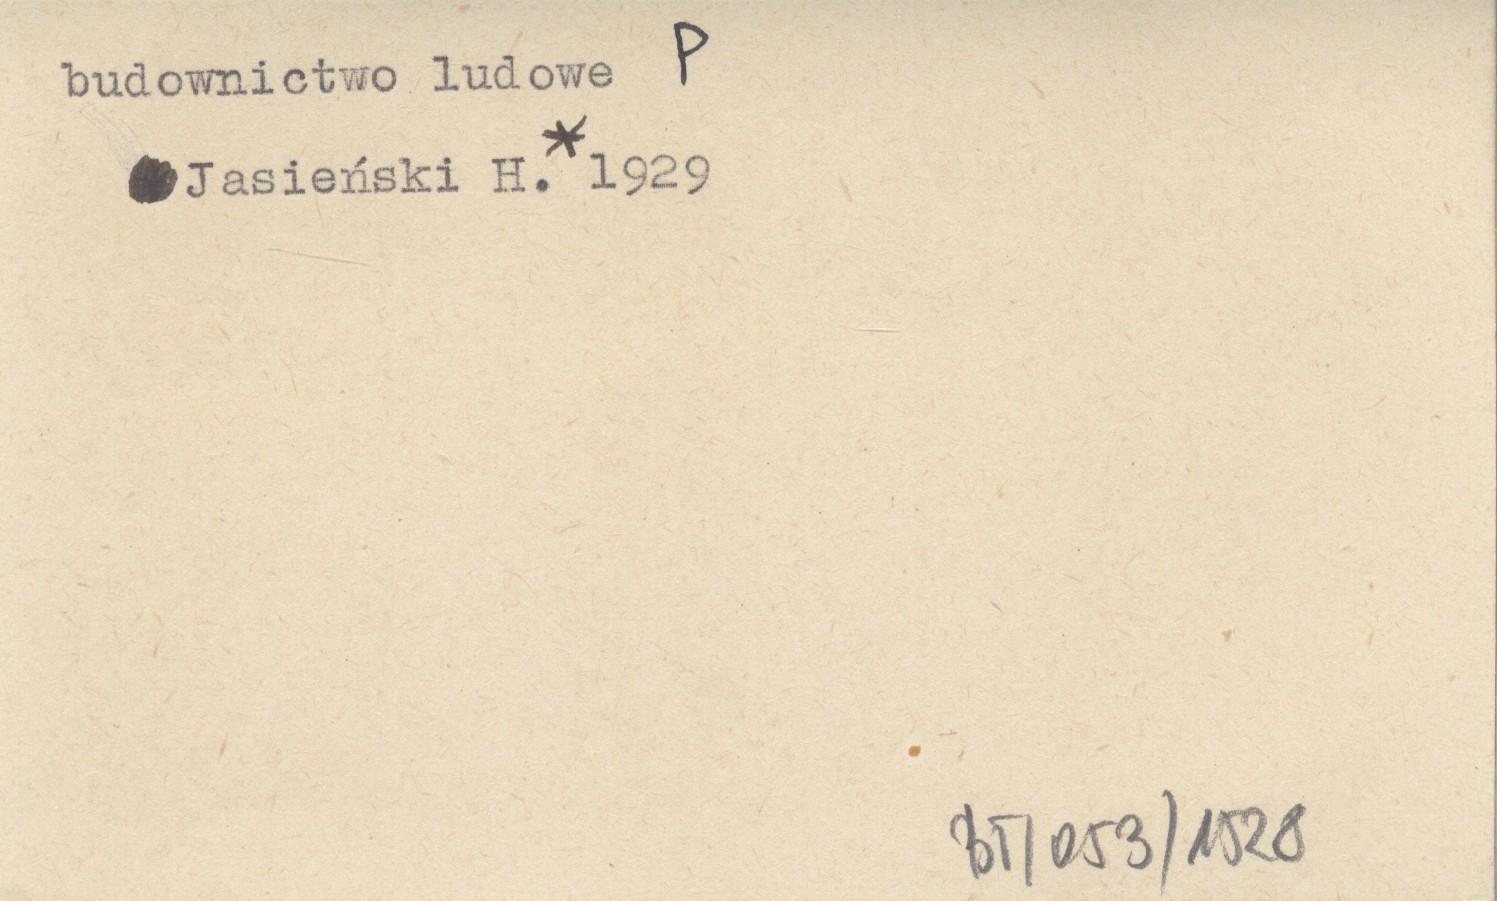 budownictwo ludowe P
Jasieński H.* 1929
BT/053/1528